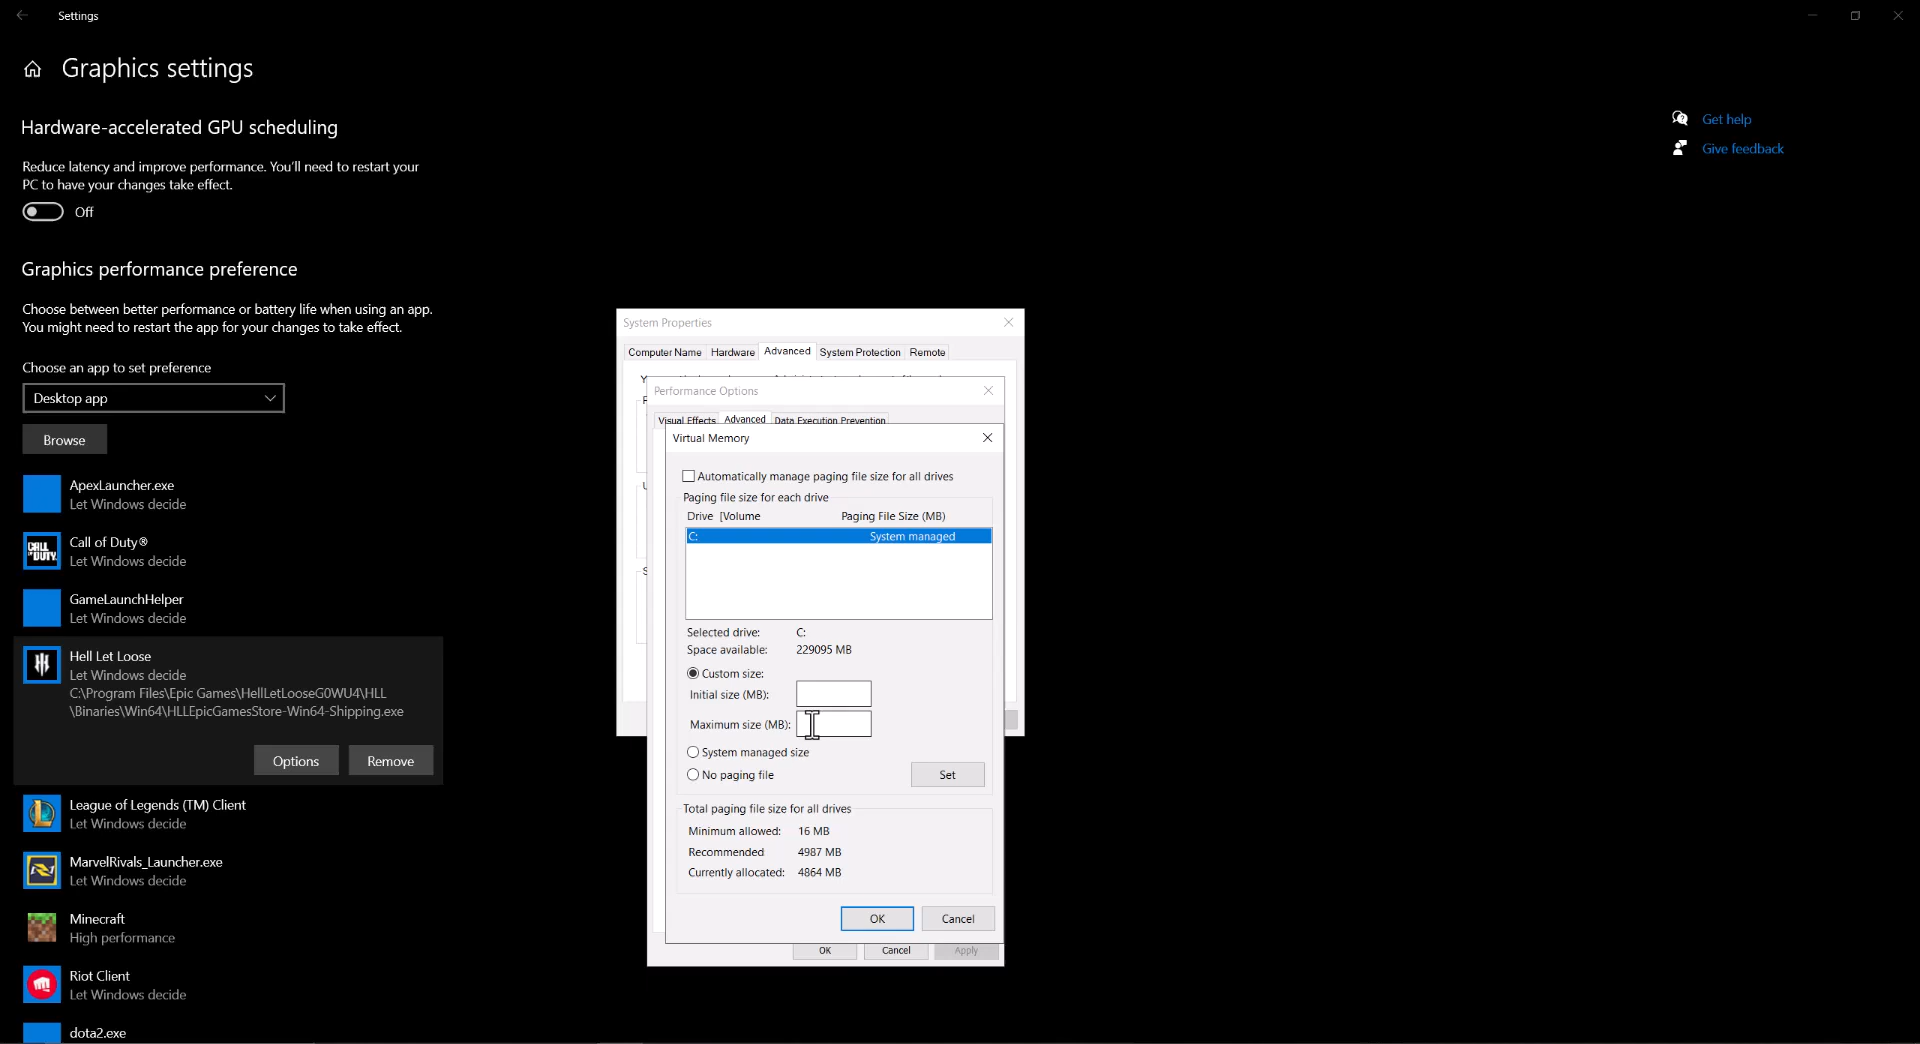 Settings
Graphics settings
Hardware-accelerated GPU scheduling
Reduce latency and improve performance. You'll need to restart your
PC to have your changes take effect.
Off
Graphics performance preference
Choose between better performance or battery life when using an app.
You might need to restart the app for your changes to take effect.
Choose an app to set preference
Desktop app
Browse
ApexLauncher.exe
Let Windows decide
CALL OF DUTY
Call of Duty®
Let Windows decide
GameLaunchHelper
Let Windows decide
Hell Let Loose
Let Windows decide
C:\Program Files\Epic Games\HellLetLooseG0WU4\HLL
\Binaries\Win64\HLLEpicGamesStore-Win64-Shipping.exe
Options Remove
League of Legends (TM) Client
Let Windows decide
MarvelRivals_Launcher.exe
Let Windows decide
Minecraft
High performance
Riot Client
Let Windows decide
dota2.exe
Get help
Give feedback
System Properties
Computer Name Hardware Advanced System Protection Remote
Performance Options
Visual Effects Advanced Data Execution Prevention
Virtual Memory
Automatically manage paging file size for all drives
Paging file size for each drive
Drive [Volume Paging File Size (MB)
C: System managed
Selected drive: C:
Space available: 229095 MB
Custom size:
Initial size (MB):
Maximum size (MB):
System managed size
No paging file Set
Total paging file size for all drives
Minimum allowed: 16 MB
Recommended 4987 MB
Currently allocated: 4864 MB
OK Cancel
OK Cancel Apply